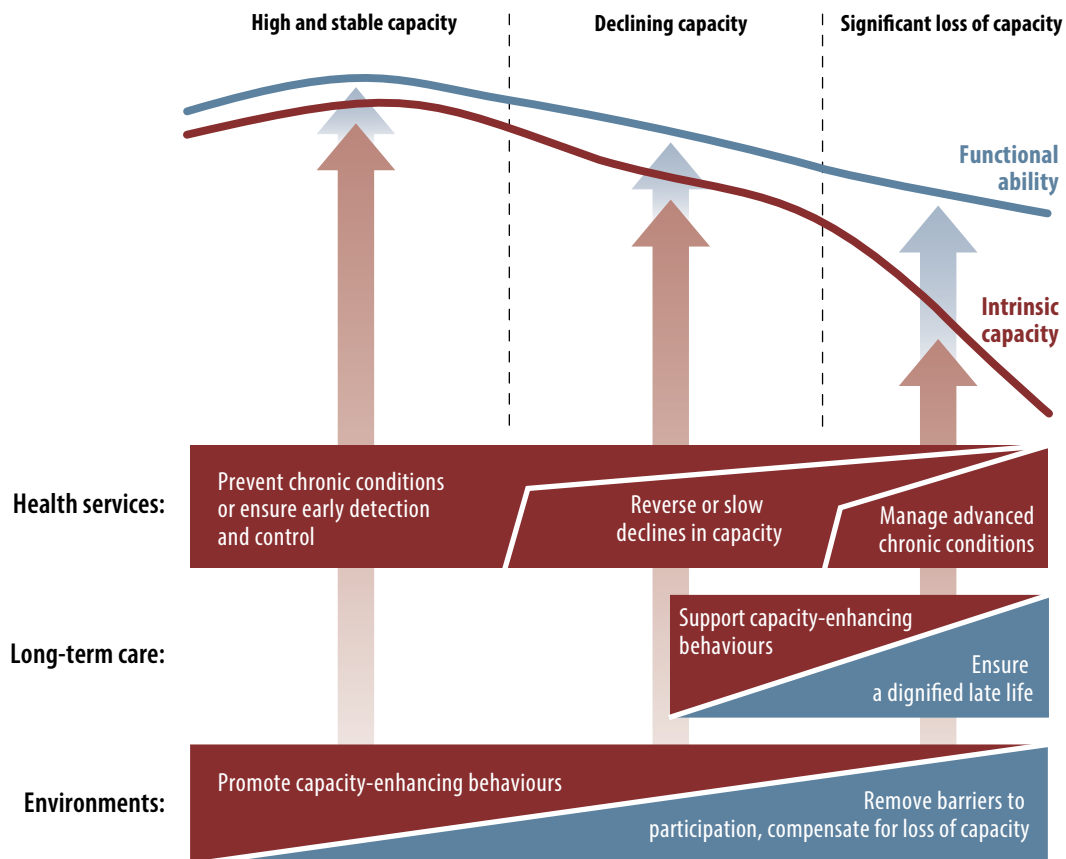 High and stable capacity
Declining capacity
Significant loss of capacity
Functional
ability
Intrinsic
capacity
Health services:
Prevent chronic conditions
or ensure early detection
and control
Reverse or slow
declines in capacity
Manage advanced
chronic conditions
Long-term care:
Support capacity-enhancing
behaviours
Ensure
a dignified late life
Environments:
Promote capacity-enhancing behaviours
Remove barriers to
participation, compensate for loss of capacity